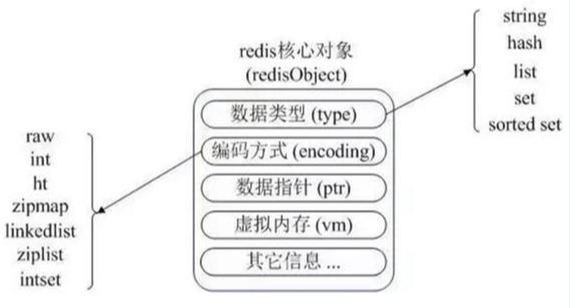 redis核心对象
(redisObject)
数据类型 (type)
编码方式 (encoding)
数据指针 (ptr)
虚拟内存 (vm)
其它信息 ...
string
hash
list
set
sorted set
raw
int
ht
zipmap
linkedlist
ziplist
intset